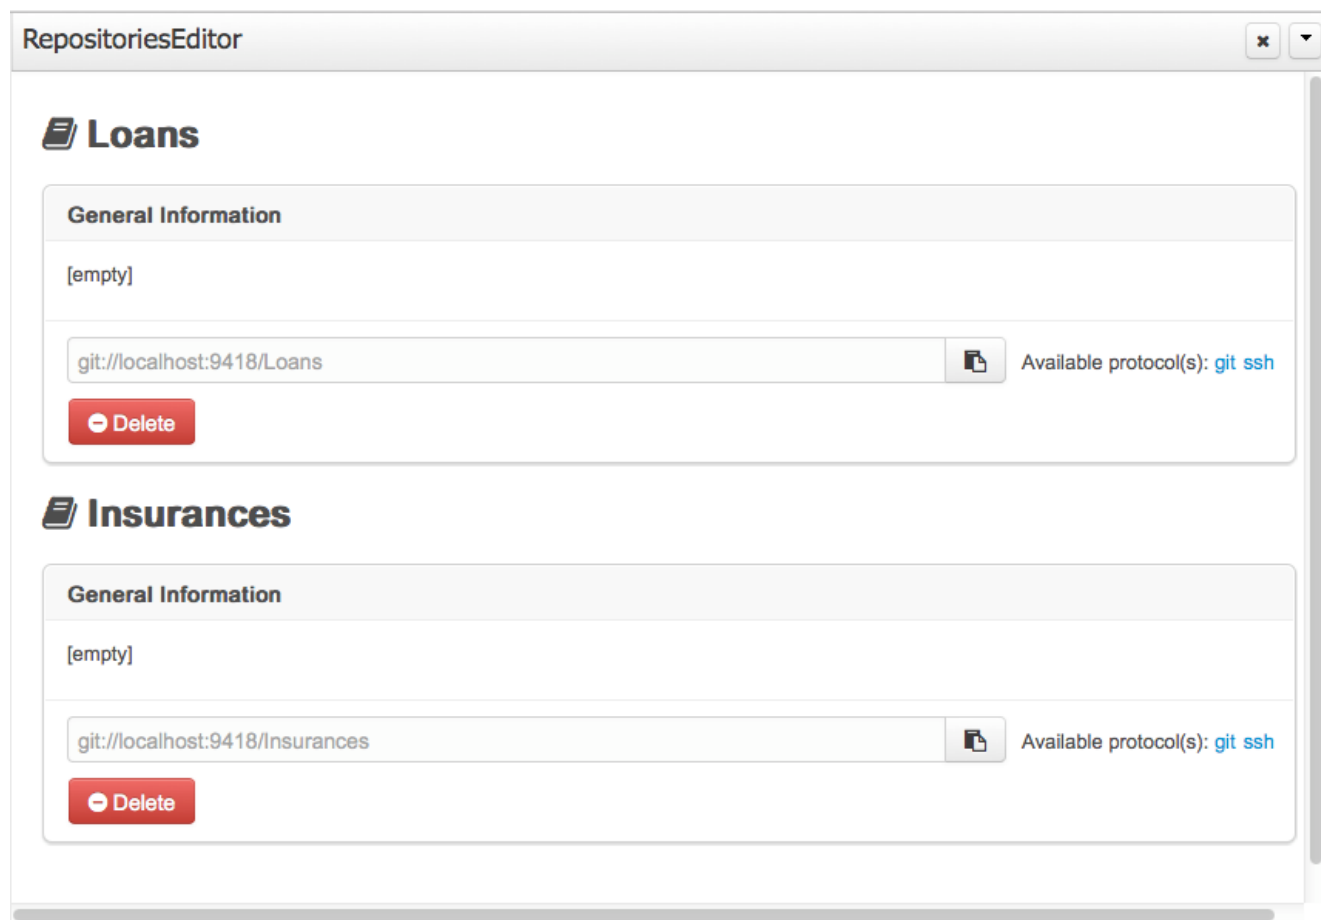 RepositoriesEditor
Loans
General Information
[empty]
git://localhost:9418/Loans Available protocol(s): git ssh
Delete
Insurances
General Information
[empty]
git://localhost:9418/Insurances Available protocol(s): git ssh
Delete